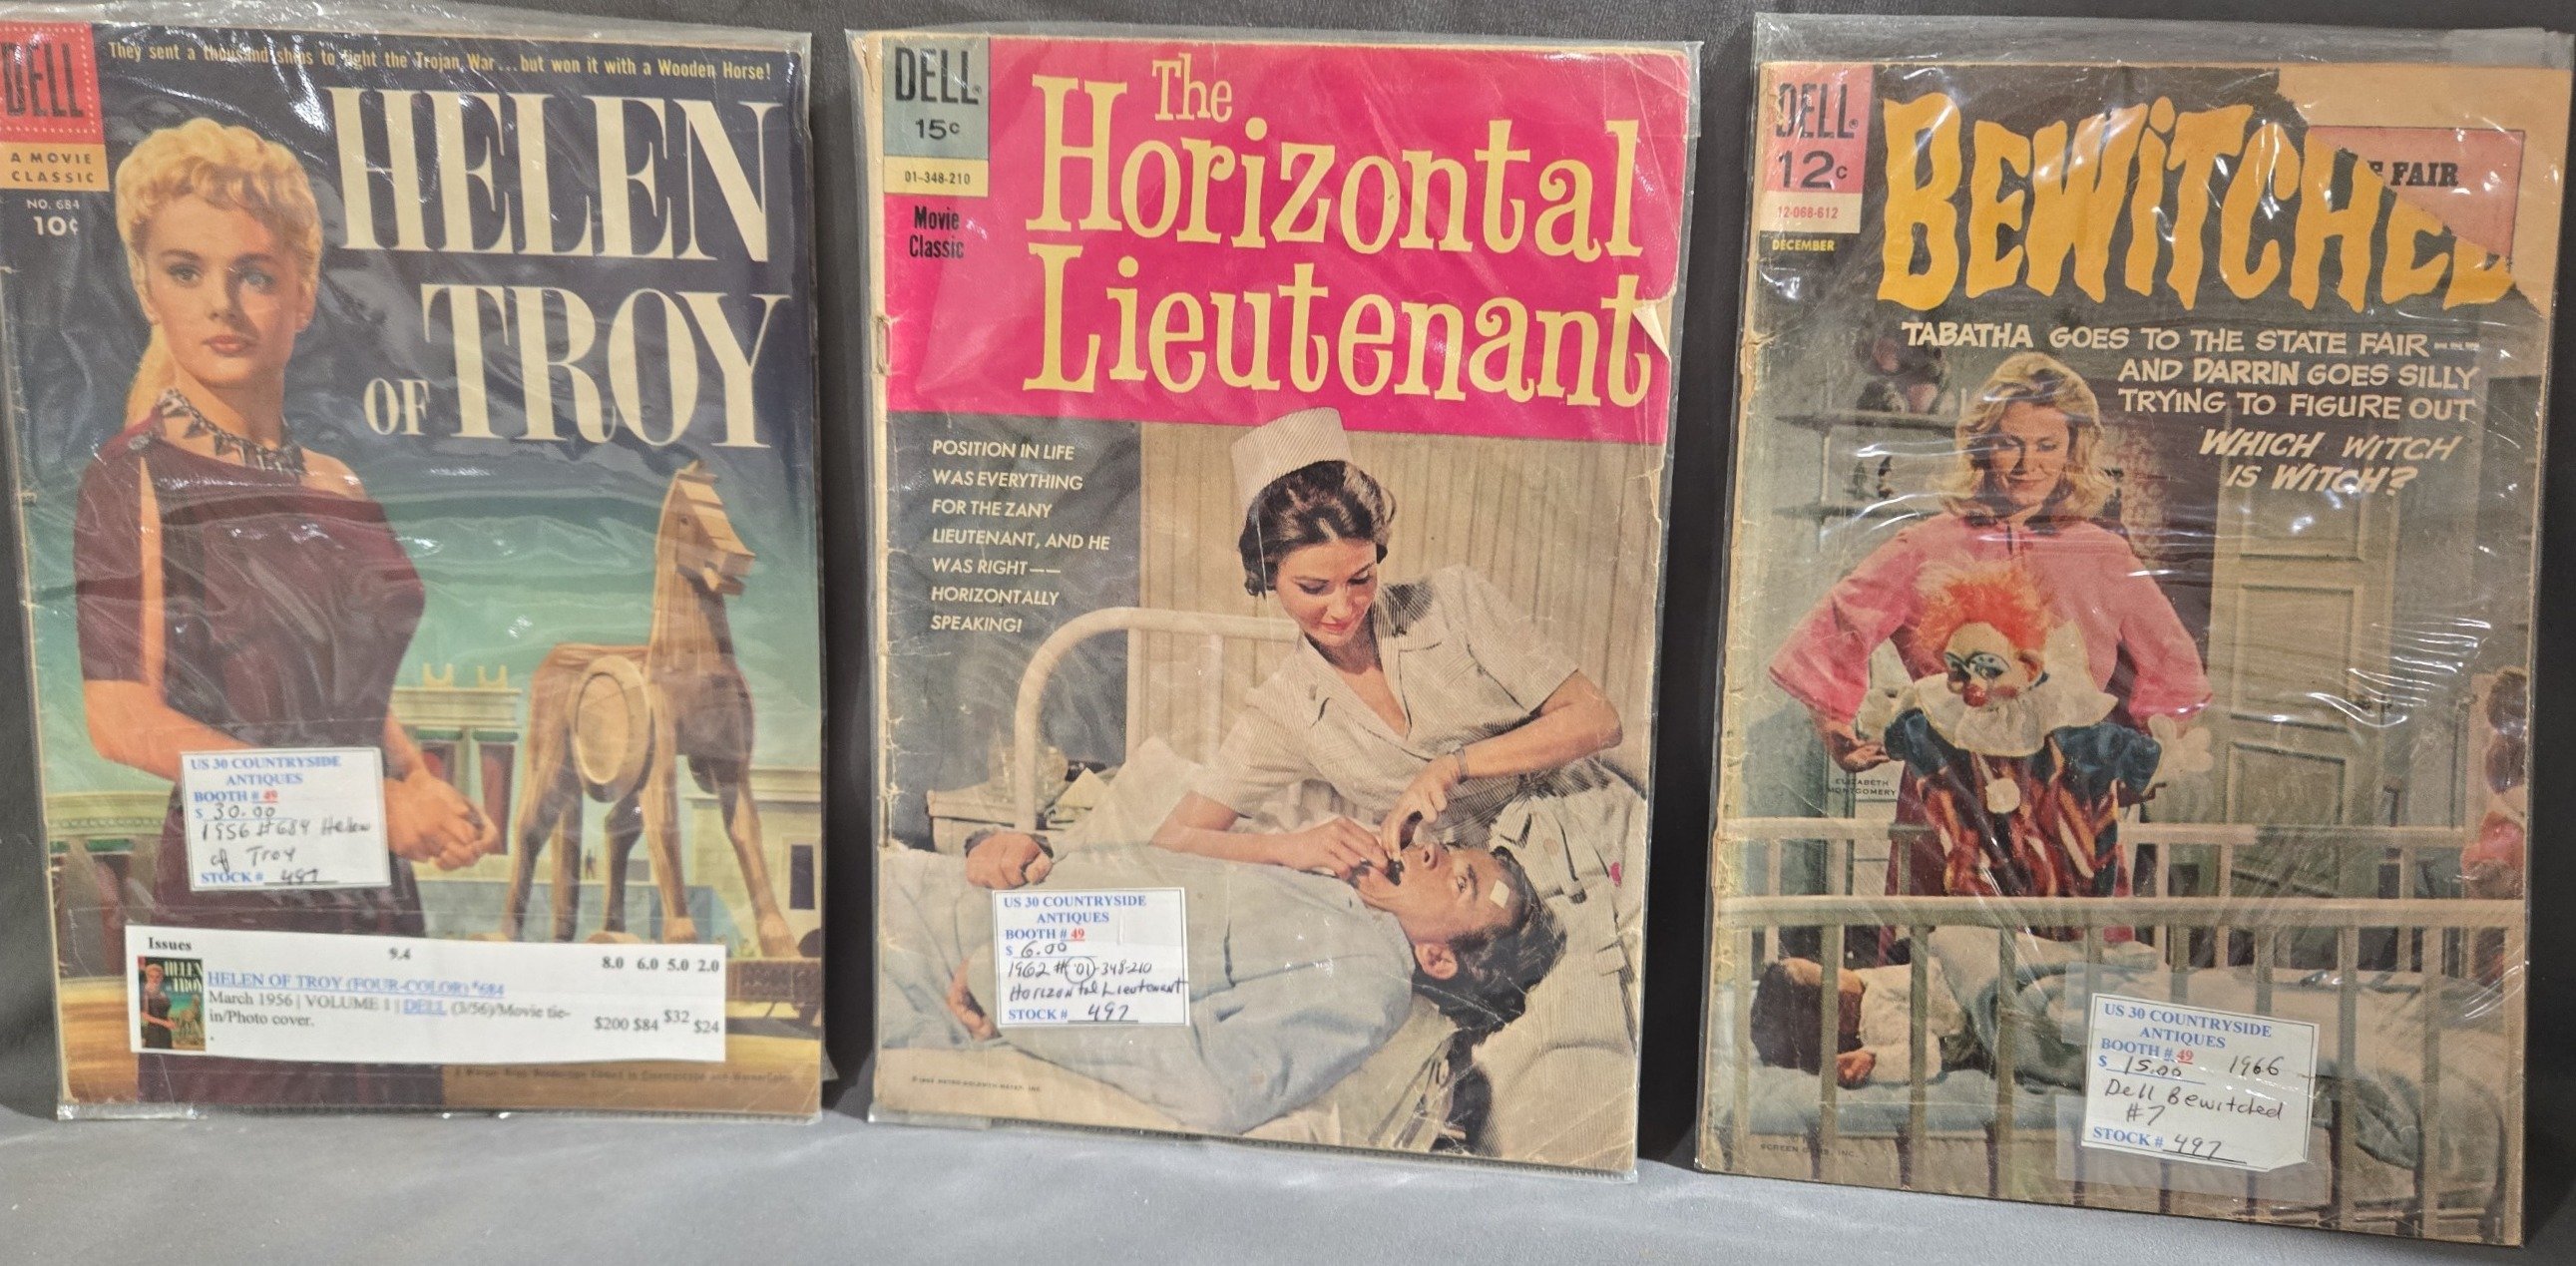 DELL
They sent a thousand ships to fight the Trojan War...but won it with a Wooden Horse!
HELEN
OF TROY
A MOVIE
CLASSIC
NO. 684
10¢
US 30 COUNTRYSIDE
ANTIQUES
BOOTH # 49
$ 30.00
1956 #684 Helen
of Troy
STOCK # 497
Issues 9.4 8.0 6.0 5.0 2.0
HELEN OF TROY (FOUR-COLOR) #684
March 1956 | VOLUME 1 | DELL (3/56)/Movie tie-
in/Photo cover.
$200 $84 $32 $24
DELL
15¢
01-348-210
Movie
Classic
The
Horizontal
Lieutenant
POSITION IN LIFE
WAS EVERYTHING
FOR THE ZANY
LIEUTENANT, AND HE
WAS RIGHT——
HORIZONTALLY
SPEAKING!
US 30 COUNTRYSIDE
ANTIQUES
BOOTH # 49
$ 6.00
1962 #01-348-210
Horizontal Lieutenant
STOCK # 497
DELL
12¢
12-068-612
DECEMBER
BEWITCHED
FAIR
TABATHA GOES TO THE STATE FAIR—
AND DARRIN GOES SILLY
TRYING TO FIGURE OUT
WHICH WITCH
IS WITCH?
ELIZABETH
MONTGOMERY
US 30 COUNTRYSIDE
ANTIQUES
BOOTH # 49
$ 15.00 1966
Dell Bewitched
#7
STOCK # 497